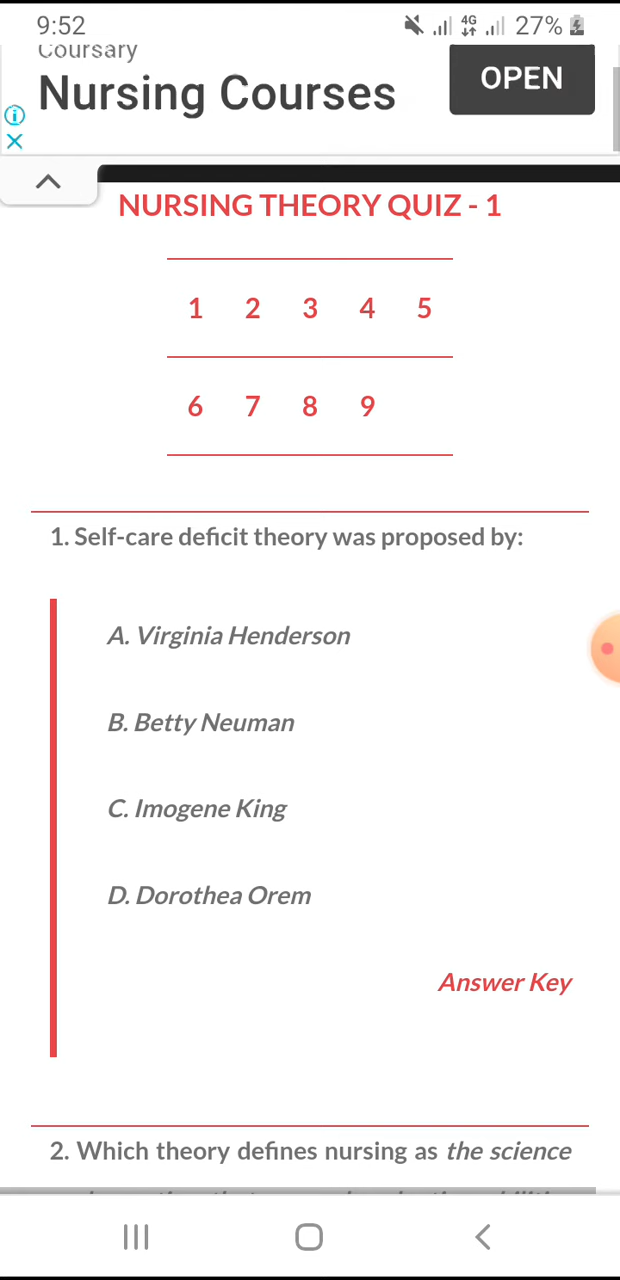 9:52
4G
27%
Coursary
Nursing Courses
OPEN
NURSING THEORY QUIZ - 1
1 2 3 4 5
6 7 8 9
1. Self-care deficit theory was proposed by:
A. Virginia Henderson
B. Betty Neuman
C. Imogene King
D. Dorothea Orem
Answer Key
2. Which theory defines nursing as the science